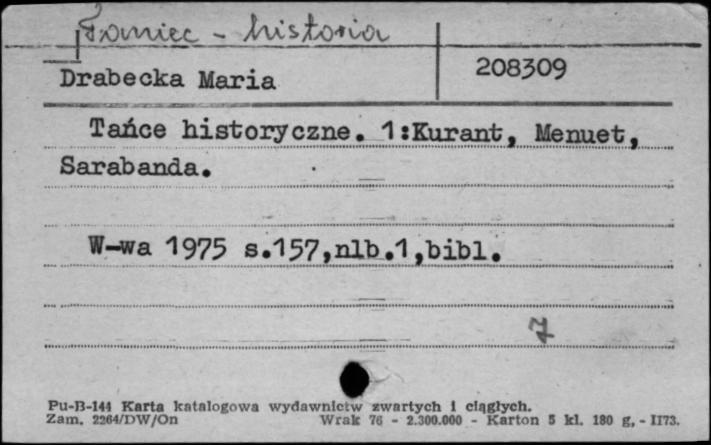 Taniec - historia
Drabecka Maria 208309
Tańce historyczne. 1:Kurant, Menuet,
Sarabanda.
W-wa 1975 s.157,nlb.1,bibl.
7
Pu-B-144 Karta katalogowa wydawnictw zwartych i ciągłych.
Zam. 2264/DW/On Wrak 76 - 2.300.000 - Karton 5 kl. 180 g, - II73.